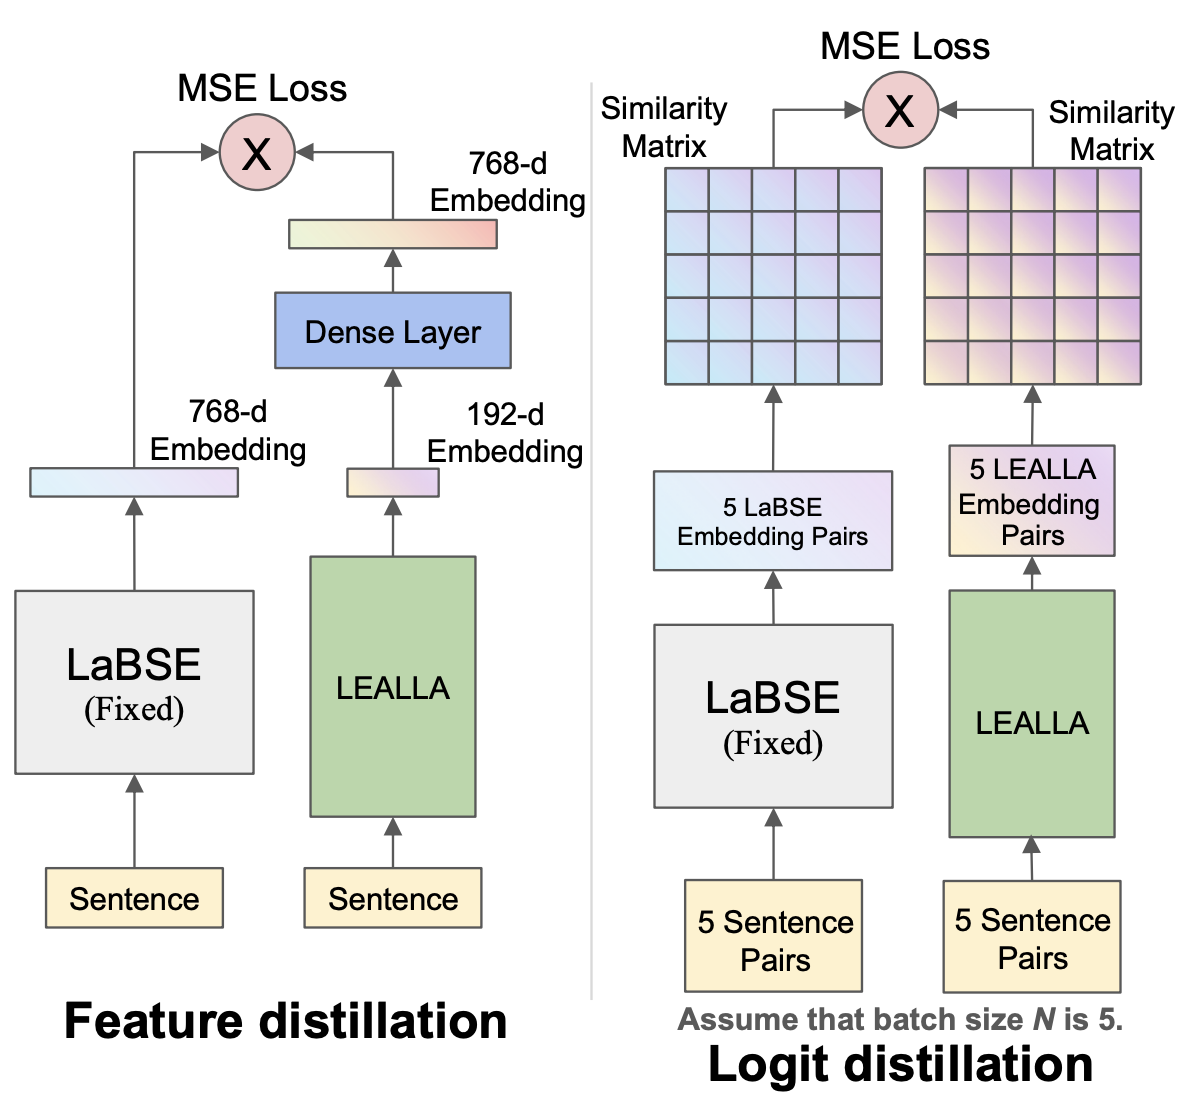 MSE Loss
X
768-d
Embedding
Dense Layer
768-d
Embedding
192-d
Embedding
LaBSE
(Fixed)
LEALLA
Sentence
Sentence
Feature distillation
MSE Loss
X
Similarity
Matrix
Similarity
Matrix
5 LaBSE
Embedding Pairs
5 LEALLA
Embedding
Pairs
LaBSE
(Fixed)
LEALLA
5 Sentence
Pairs
5 Sentence
Pairs
Assume that batch size N is 5.
Logit distillation